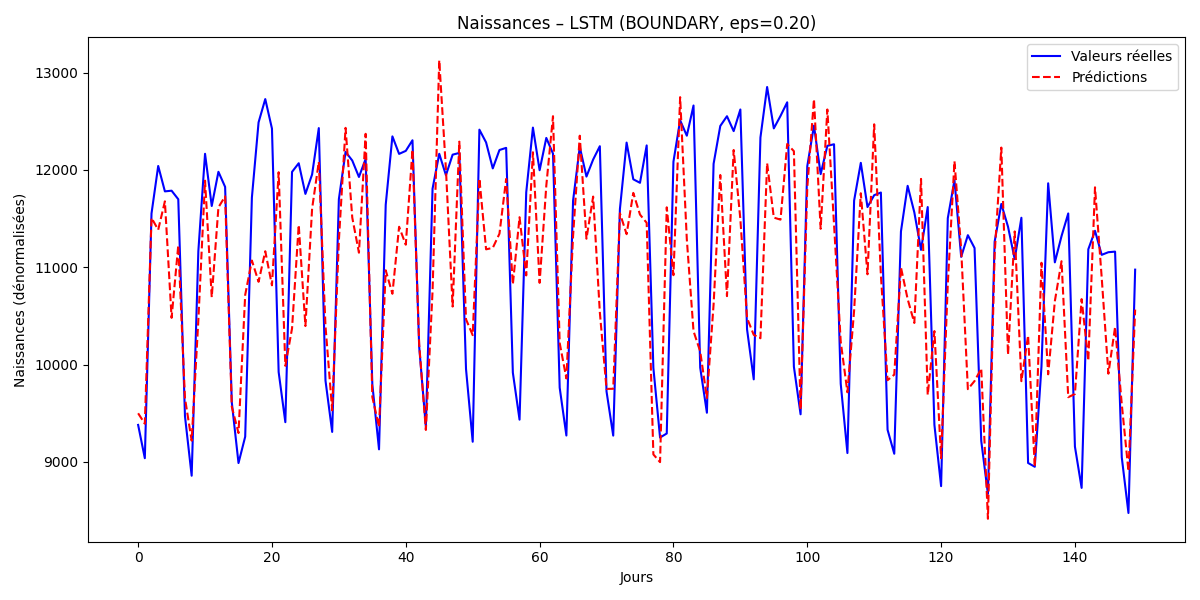 Naissances – LSTM (BOUNDARY, eps=0.20)
Valeurs réelles
Prédictions
Naissances (dénormalisées)
13000
12000
11000
10000
9000
0 20 40 60 80 100 120 140
Jours